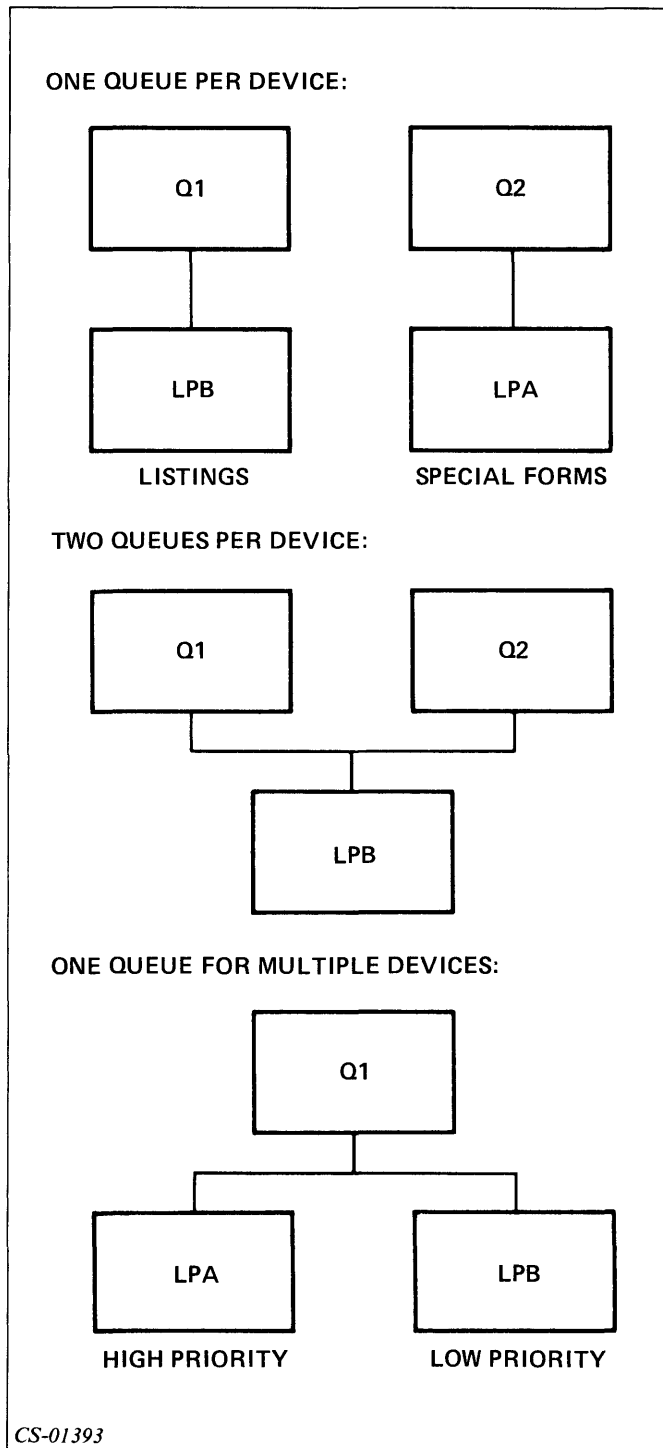 ONE QUEUE PER DEVICE:
Q1 Q2
LPB LPA
LISTINGS SPECIAL FORMS
TWO QUEUES PER DEVICE:
Q1 Q2
LPB
ONE QUEUE FOR MULTIPLE DEVICES:
Q1
LPA LPB
HIGH PRIORITY LOW PRIORITY
CS-01393